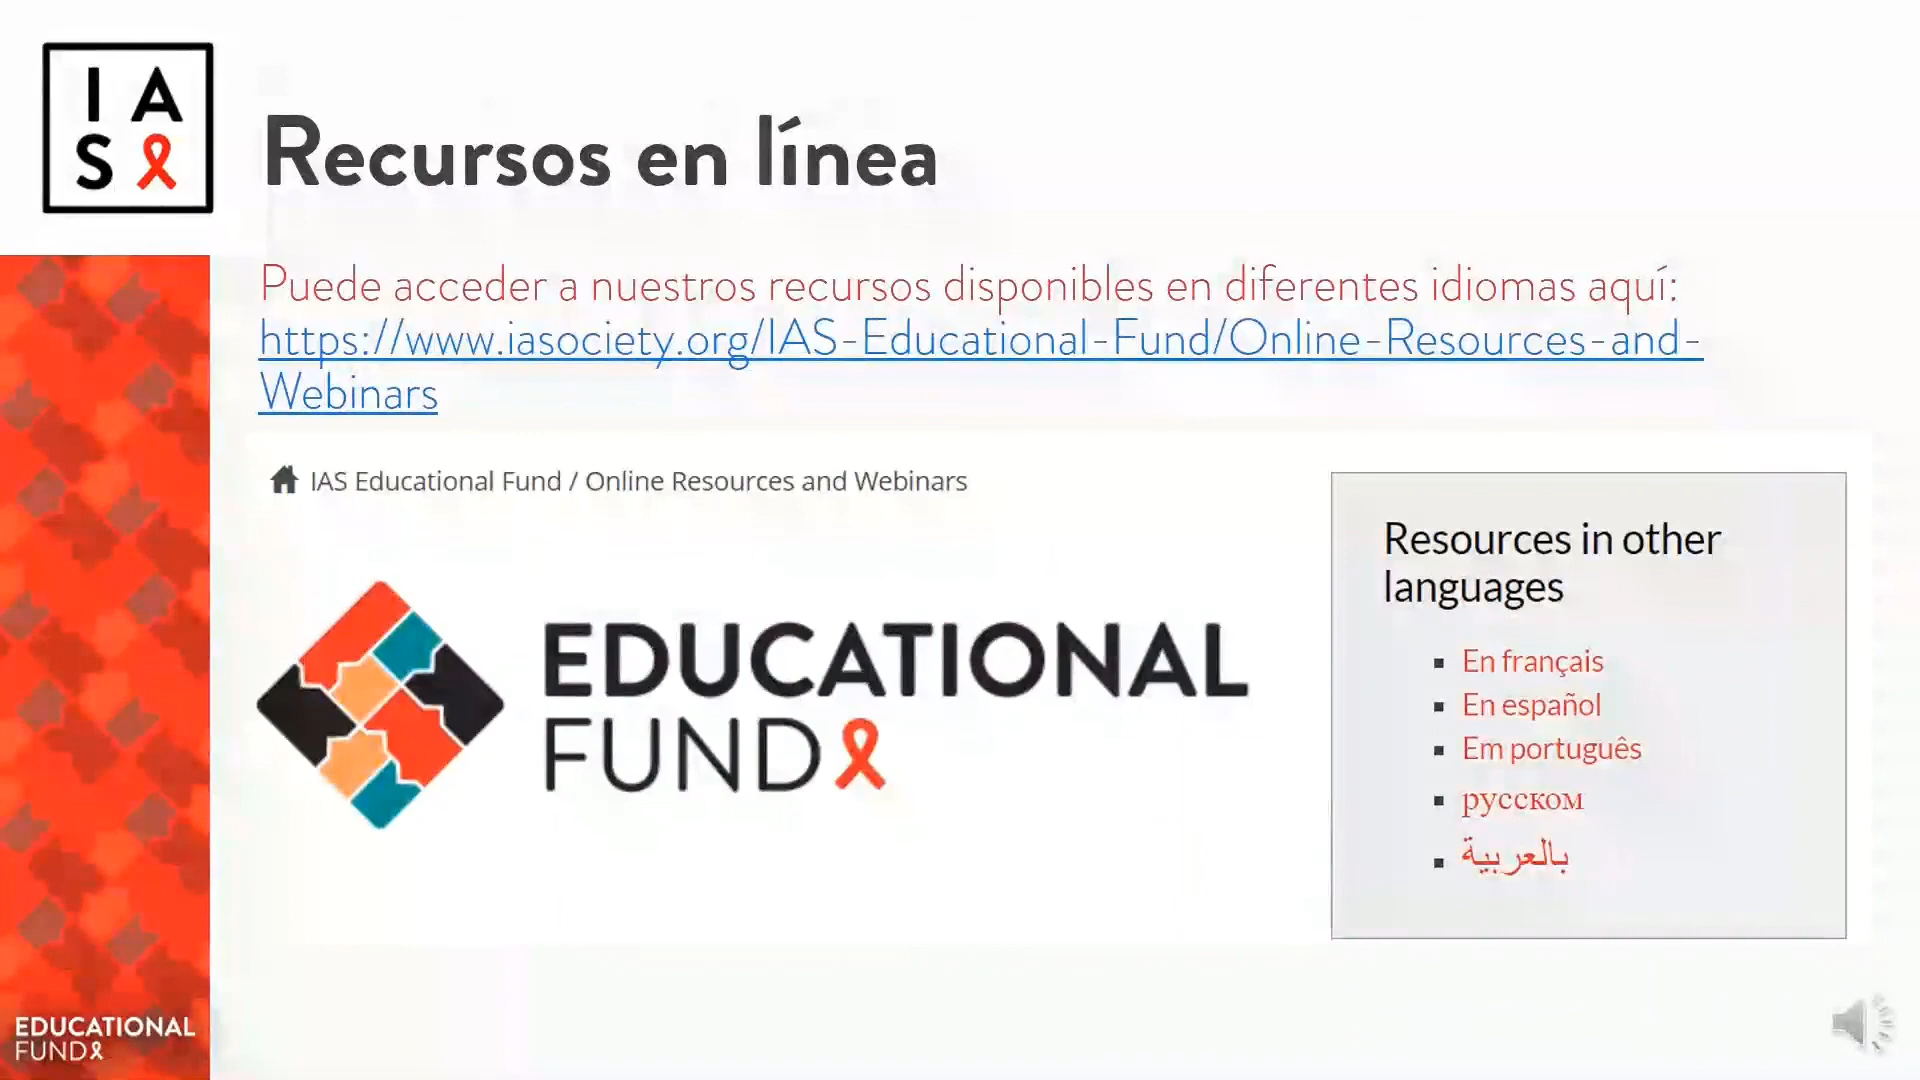 I A
S
Recursos en línea
Puede acceder a nuestros recursos disponibles en diferentes idiomas aquí:
https://www.iasociety.org/IAS-Educational-Fund/Online-Resources-and-
Webinars
IAS Educational Fund / Online Resources and Webinars
EDUCATIONAL
FUND
Resources in other
languages
En français
En español
Em português
русском
بالعربية
EDUCATIONAL
FUND